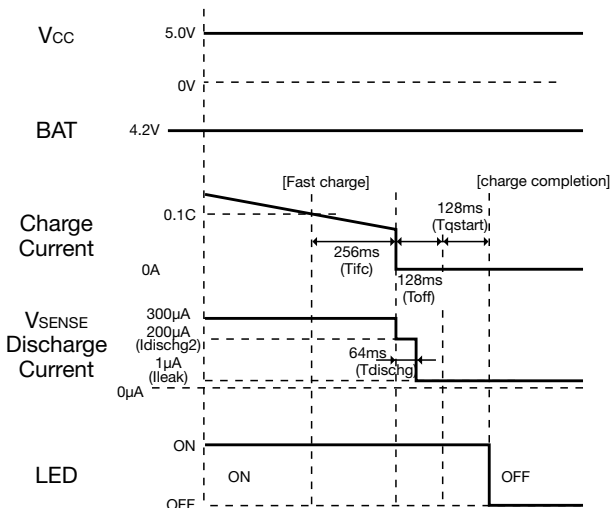 VCC
5.0V
0V
BAT
4.2V
[Fast charge]
[charge completion]
Charge
Current
0.1C
0A
256ms
(Tifc)
128ms
(Tqstart)
128ms
(Toff)
VSENSE
Discharge
Current
300µA
200µA
(Idischg2)
1µA
(Ileak)
0µA
64ms
(Tdischg)
LED
ON
ON
OFF
OFF